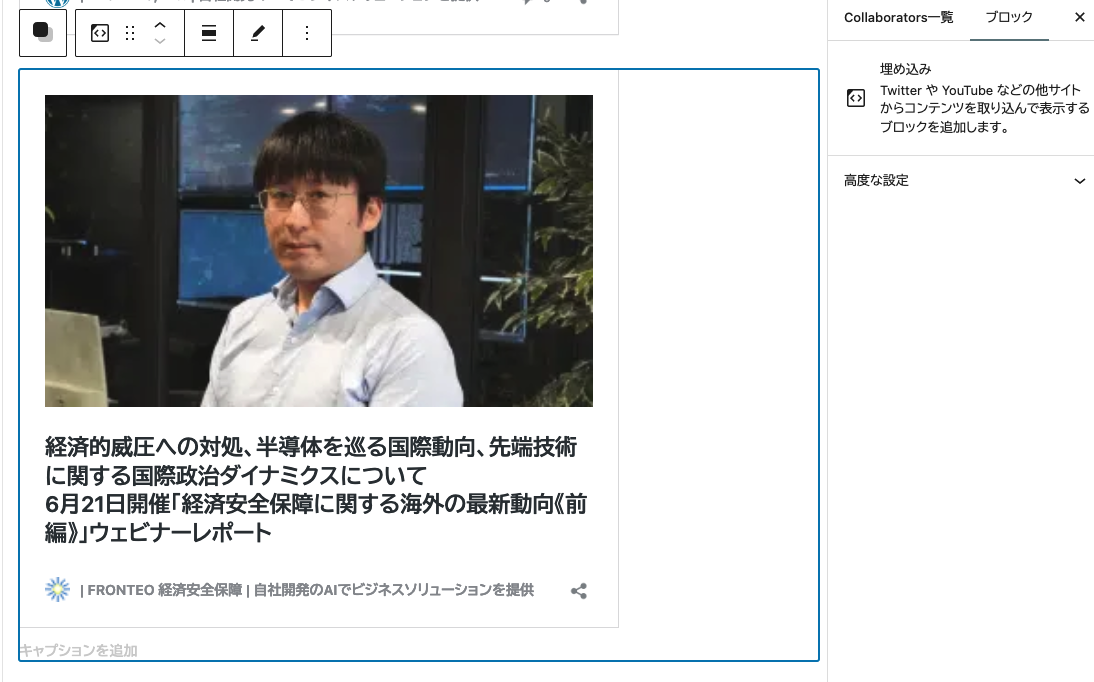 Collaborators一覧
ブロック
埋め込み
Twitter や YouTube などの他サイト
からコンテンツを取り込んで表示する
ブロックを追加します。
高度な設定
経済的威圧への対処、半導体を巡る国際動向、先端技術
に関する国際政治ダイナミクスについて
6月21日開催「経済安全保障に関する海外の最新動向《前
編》」ウェビナーレポート
| FRONTEO 経済安全保障 | 自社開発のAIでビジネスソリューションを提供
キャプションを追加